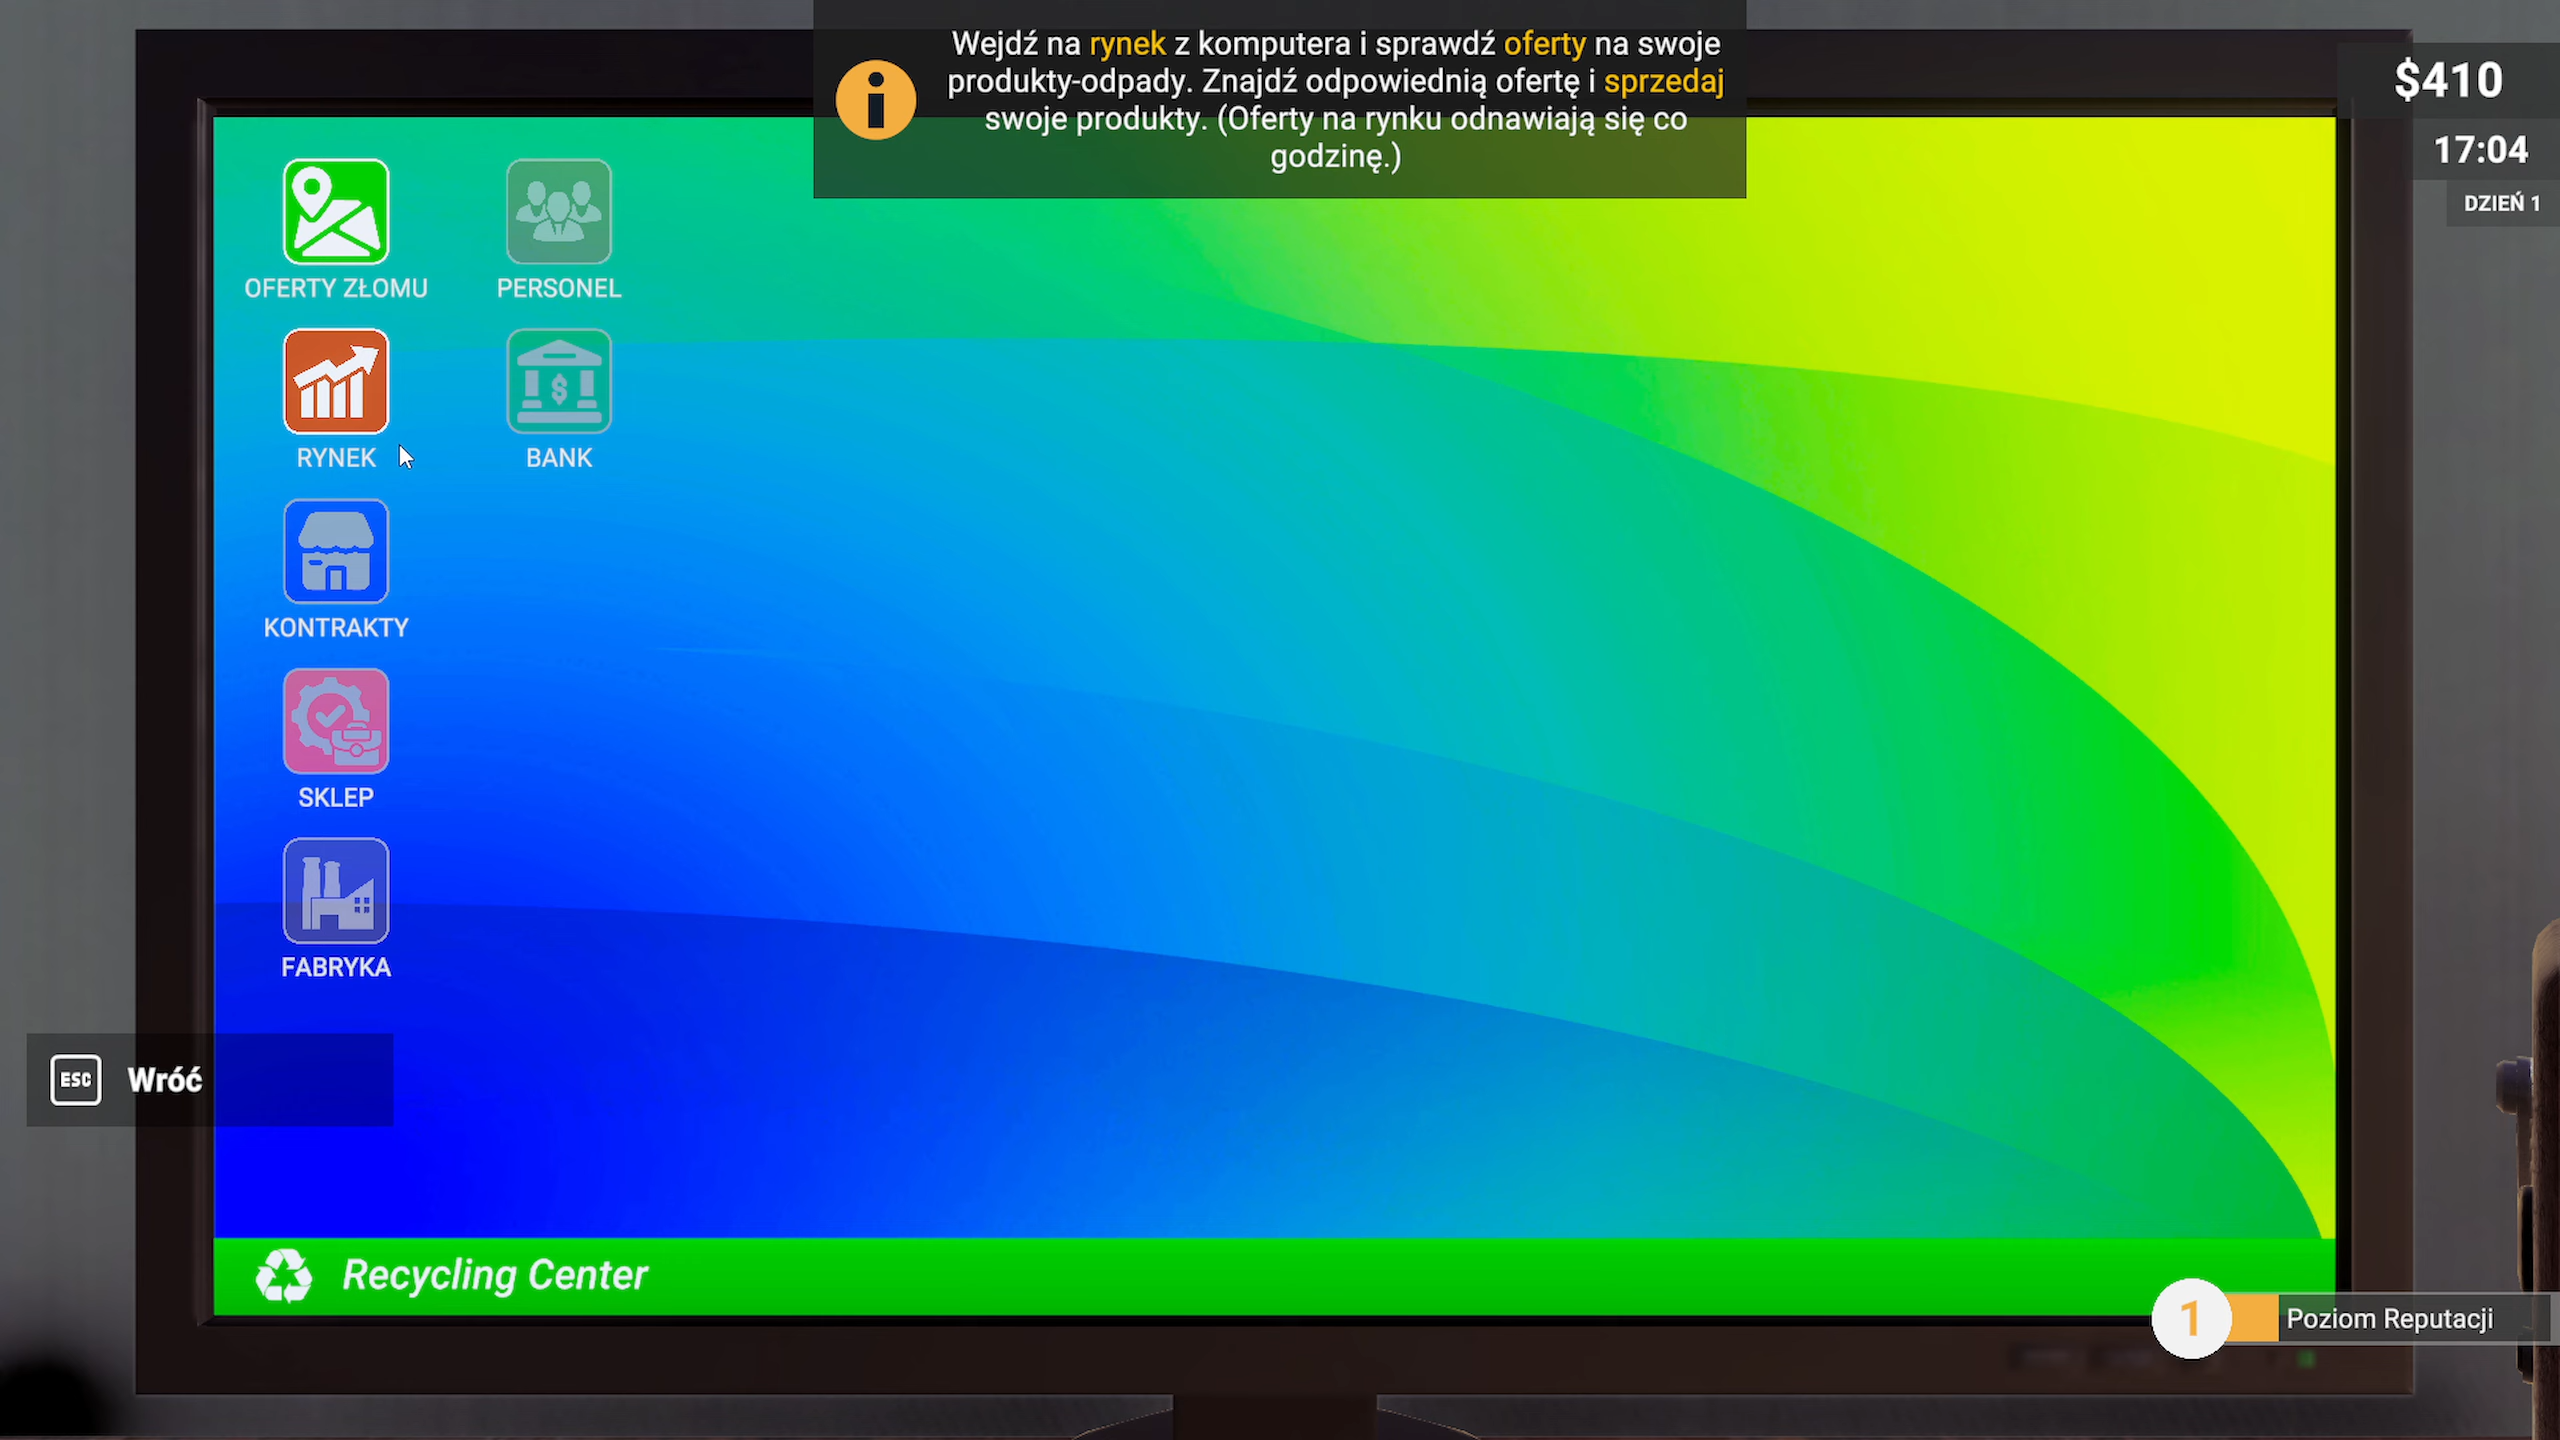 Wejdź na rynek z komputera i sprawdź oferty na swoje
produkty-odpady. Znajdź odpowiednią ofertę i sprzedaj
swoje produkty. (Oferty na rynku odnawiają się co
godzinę.)
$410
17:04
DZIEŃ 1
OFERTY ZŁOMU
PERSONEL
RYNEK
BANK
KONTRAKTY
SKLEP
FABRYKA
ESC Wróć
Recycling Center
1 Poziom Reputacji